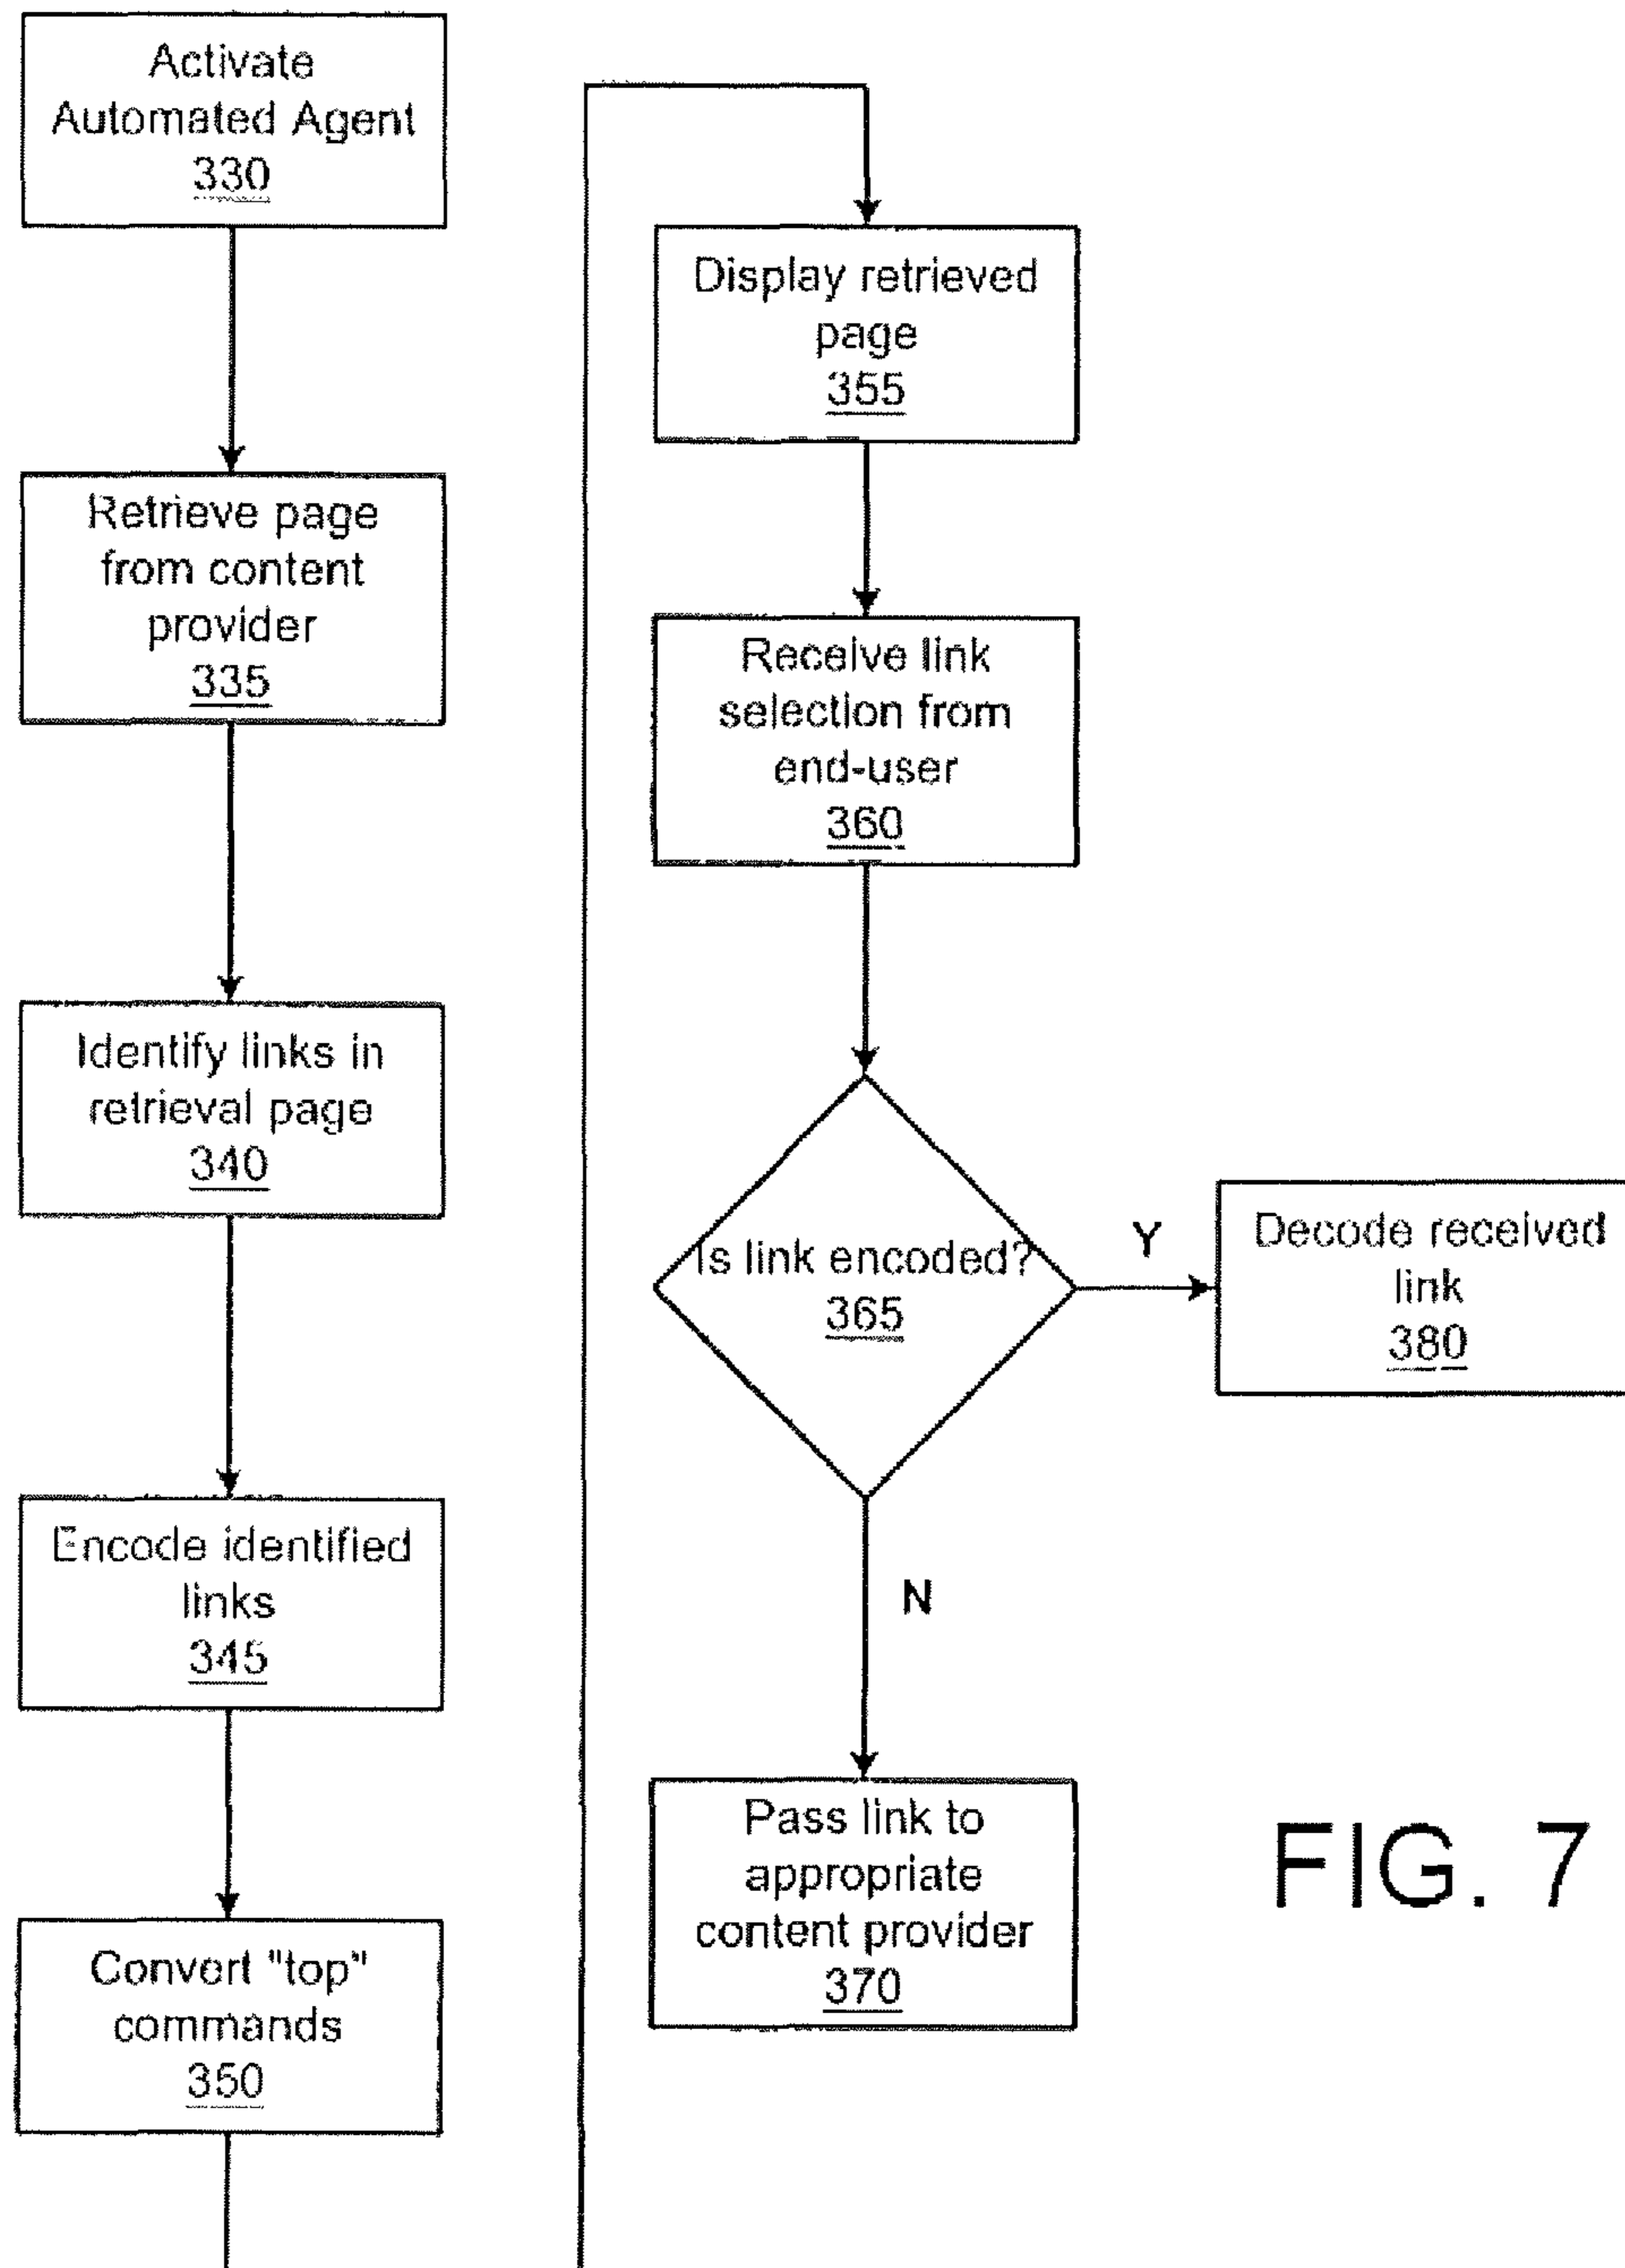 Activate
Automated Agent
330
Retrieve page
from content
provider
335
Identify links in
retrieval page
340
Encode identified
links
345
Convert "top"
commands
350
Display retrieved
page
355
Receive link
selection from
end-user
360
Is link encoded?
365
Y
Decode received
link
380
N
Pass link to
appropriate
content provider
370
FIG. 7